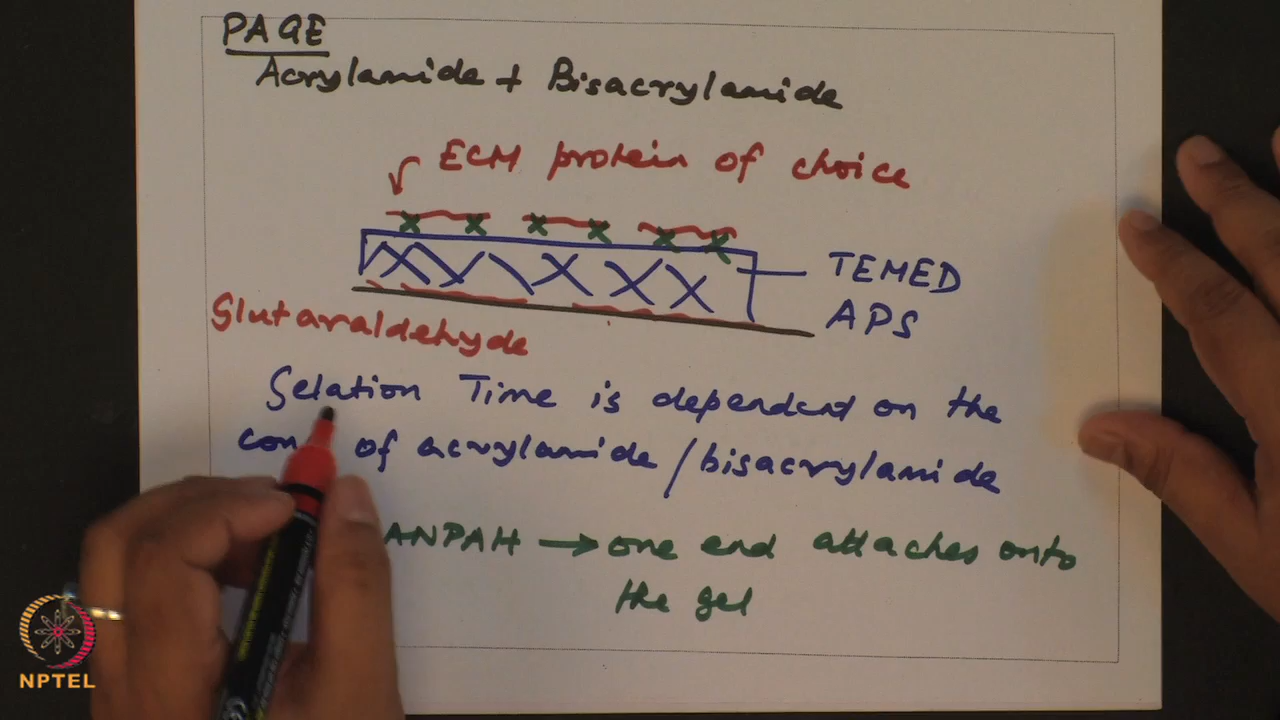 PAGE
Acrylamide + Bisacrylamide
ECM protein of choice
TEMED
APS
Glutaraldehyde
Gelation Time is dependent on the
con of acrylamide / bisacrylamide
ANPAH → one end attaches onto
the gel
NPTEL